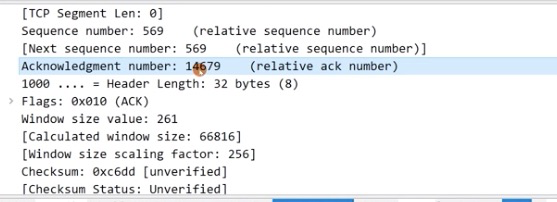 [TCP Segment Len: 0]
Sequence number: 569    (relative sequence number)
[Next sequence number: 569    (relative sequence number)]
Acknowledgment number: 14679    (relative ack number)
1000 .... = Header Length: 32 bytes (8)
Flags: 0x010 (ACK)
Window size value: 261
[Calculated window size: 66816]
[Window size scaling factor: 256]
Checksum: 0xc6dd [unverified]
[Checksum Status: Unverified]